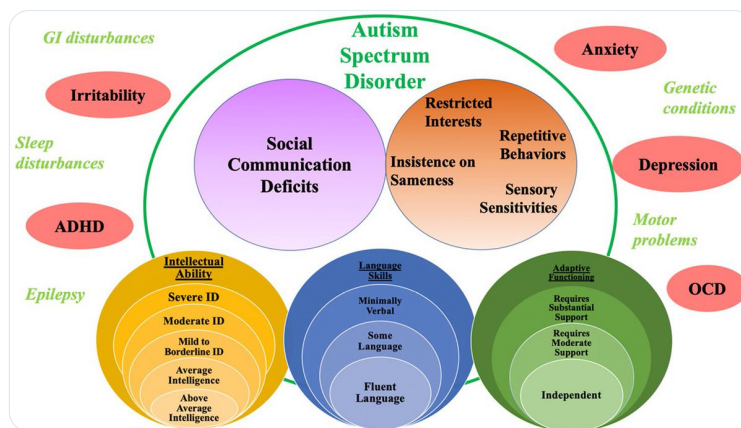 GI disturbances
Irritability
Sleep
disturbances
ADHD
Epilepsy
Autism
Spectrum
Disorder
Social
Communication
Deficits
Restricted
Interests
Repetitive
Behaviors
Insistence on
Sameness
Sensory
Sensitivities
Anxiety
Genetic
conditions
Depression
Motor
problems
OCD
Intellectual
Ability
Severe ID
Moderate ID
Mild to
Borderline ID
Average
Intelligence
Above
Average
Intelligence
Language
Skills
Minimally
Verbal
Some
Language
Fluent
Language
Adaptive
Functioning
Requires
Substantial
Support
Requires
Moderate
Support
Independent